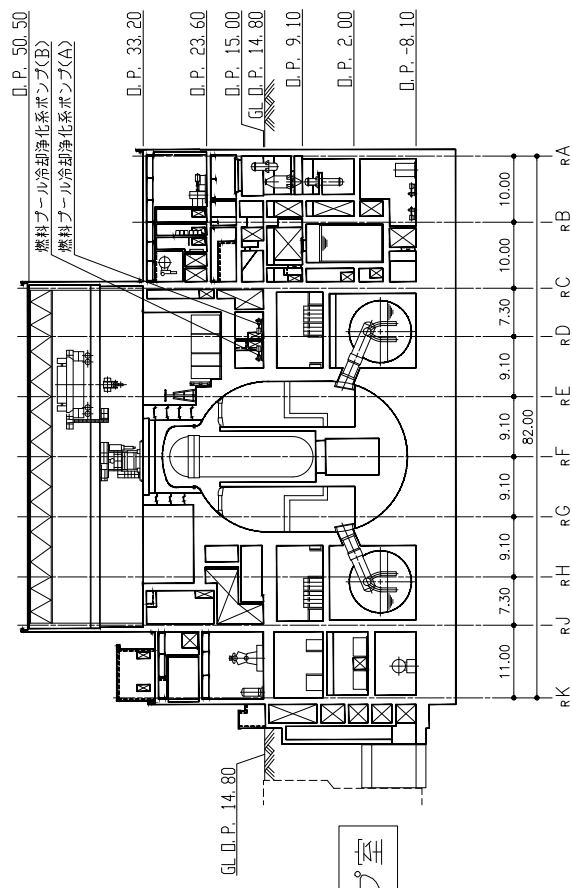 D.P. 50.50
燃料プール冷却浄化系ポンプ(B)
燃料プール冷却浄化系ポンプ(A)
D.P. 33.20
D.P. 23.60
D.P. 15.00
GL D.P. 14.80
D.P. 9.10
D.P. 2.00
D.P. -8.10
RA
RB
RC
RD
RE
RF
RG
RH
RJ
RK
10.00
10.00
7.30
9.10
9.10
9.10
9.10
7.30
11.00
82.00
GL D.P. 14.80